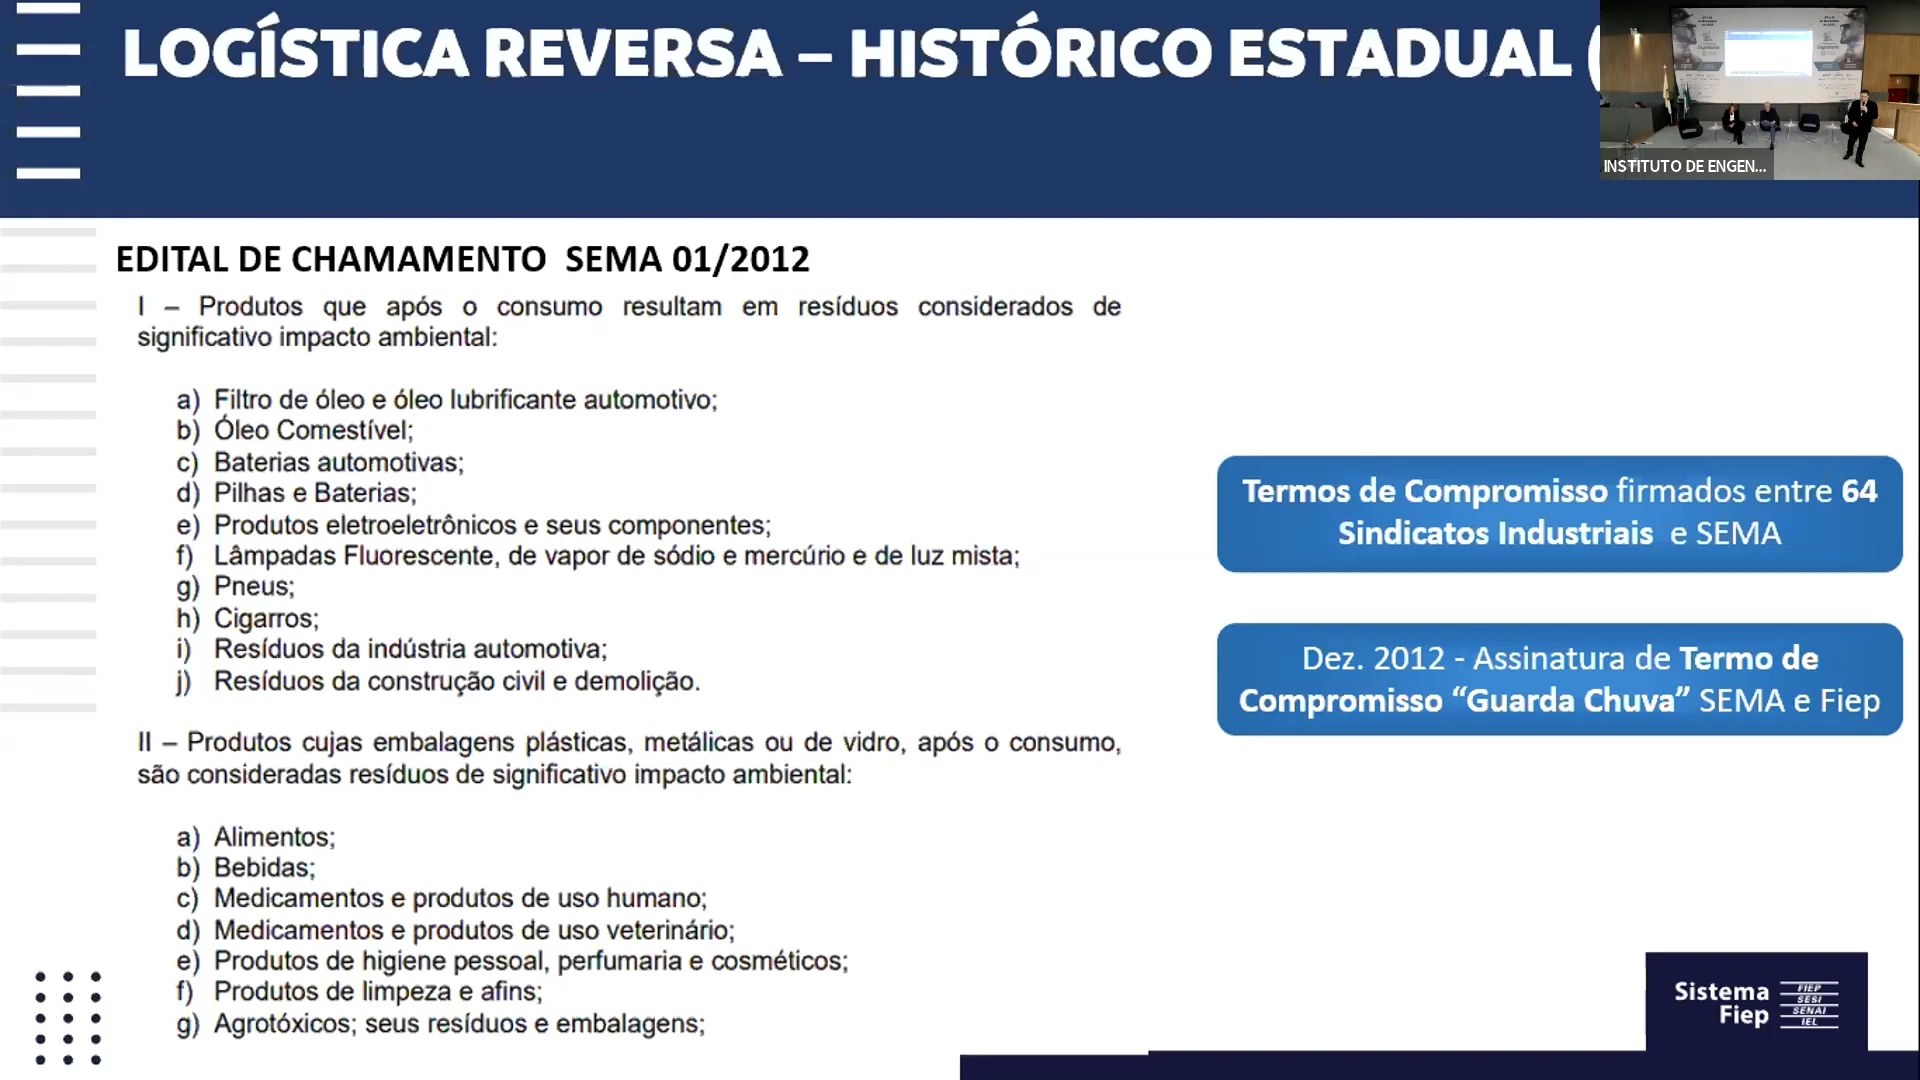 LOGÍSTICA REVERSA – HISTÓRICO ESTADUAL (
INSTITUTO DE ENGEN...
EDITAL DE CHAMAMENTO SEMA 01/2012
I – Produtos que após o consumo resultam em resíduos considerados de
significativo impacto ambiental:
a) Filtro de óleo e óleo lubrificante automotivo;
b) Óleo Comestível;
c) Baterias automotivas;
d) Pilhas e Baterias;
e) Produtos eletroeletrônicos e seus componentes;
f) Lâmpadas Fluorescente, de vapor de sódio e mercúrio e de luz mista;
g) Pneus;
h) Cigarros;
i) Resíduos da indústria automotiva;
j) Resíduos da construção civil e demolição.
II – Produtos cujas embalagens plásticas, metálicas ou de vidro, após o consumo,
são consideradas resíduos de significativo impacto ambiental:
a) Alimentos;
b) Bebidas;
c) Medicamentos e produtos de uso humano;
d) Medicamentos e produtos de uso veterinário;
e) Produtos de higiene pessoal, perfumaria e cosméticos;
f) Produtos de limpeza e afins;
g) Agrotóxicos; seus resíduos e embalagens;
Termos de Compromisso firmados entre 64
Sindicatos Industriais e SEMA
Dez. 2012 - Assinatura de Termo de
Compromisso “Guarda Chuva” SEMA e Fiep
Sistema
Fiep
FIEP
SESI
SENAI
IEL